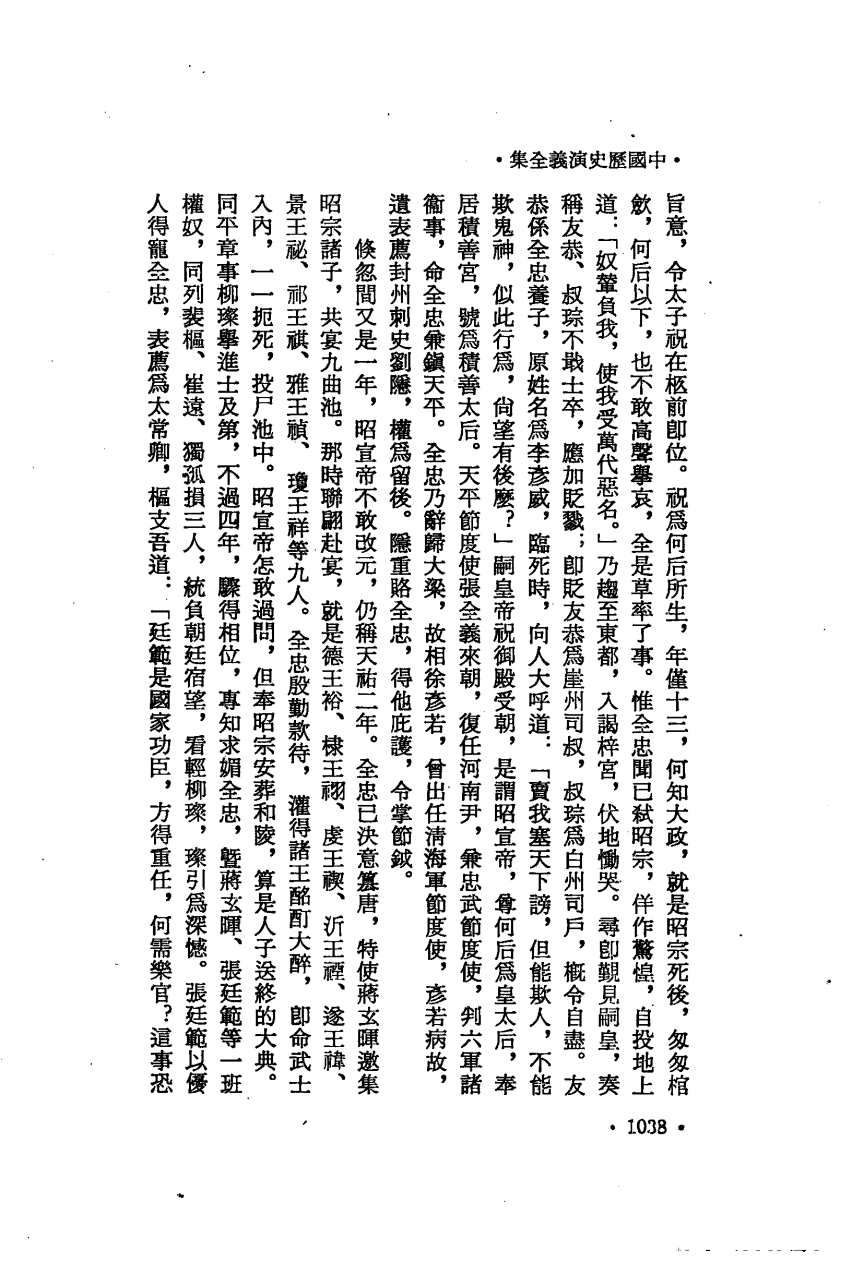 •中國歷史演義全集•
旨意，令太子祝在柩前卽位。祝爲何后所生，年僅十三，何知大政，就是昭宗死後，匆匆棺
歛，何后以下，也不敢高聲舉哀，全是草率了事。惟全忠聞已弒昭宗，佯作驚惶，自投地上
道：「奴輩負我，使我受萬代惡名。」乃趨至東都，入謁梓宮，伏地慟哭。尋卽覲見嗣皇，奏
稱友恭、叔琮不戢士卒，應加貶戮；卽貶友恭爲崖州司叔，叔琮爲白州司戶，槪令自盡。友
恭係全忠養子，原姓名爲李彥威，臨死時，向人大呼道：「賣我塞天下謗，但能欺人，不能
欺鬼神，似此行爲，尙望有後麼？」嗣皇帝祝御殿受朝，是謂昭宣帝，尊何后爲皇太后，奉
居積善宮，號爲積善太后。天平節度使張全義來朝，復任河南尹，兼忠武節度使，判六軍諸
衞事，命全忠兼鎭天平。全忠乃辭歸大梁，故相徐彥若，曾出任淸海軍節度使，彥若病故，
遺表薦封州刺史劉隱，權爲留後。隱重賂全忠，得他庇護，令掌節鉞。
倏忽間又是一年，昭宣帝不敢改元，仍稱天祐二年。全忠已決意簒唐，特使蔣玄暉邀集
昭宗諸子，共宴九曲池。那時聯翩赴宴，就是德王裕、棣王祤、虔王禊、沂王禋、遂王禕、
景王祕、祁王祺、雅王禛、瓊王祥等九人。全忠殷勤款待，灌得諸王酩酊大醉，卽命武士
入內，一一扼死，投尸池中。昭宣帝怎敢過問，但奉昭宗安葬和陵，算是人子送終的大典。
同平章事柳璨舉進士及第，不過四年，驟得相位，專知求媚全忠，曁蔣玄暉、張廷範等一班
權奴，同列裴樞、崔遠、獨孤損三人，統負朝廷宿望，看輕柳璨，璨引爲深憾。張廷範以優
人得寵全忠，表薦爲太常卿，樞支吾道：「廷範是國家功臣，方得重任，何需樂官？這事恐
•1038•